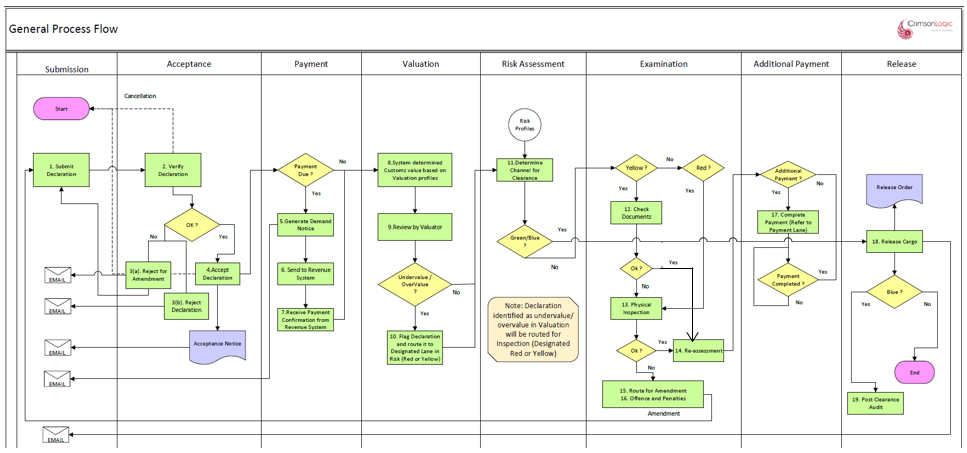 General Process Flow
CrimsonLogic
Submission
Acceptance
Payment
Valuation
Risk Assessment
Examination
Additional Payment
Release
Cancellation
Start
1. Submit
Declaration
2. Verify
Declaration
OK ?
No
Yes
3(a). Reject for
Amendment
4.Accept
Declaration
3(b). Reject
Declaration
Acceptance Notice
EMAIL
EMAIL
EMAIL
EMAIL
EMAIL
Payment
Due ?
No
Yes
5.Generate Demand
Notice
6. Send to Revenue
System
7.Receive Payment
Confirmation from
Revenue System
8.System determined
Customs value based on
Valuation profiles
9.Review by Valuator
Undervalue /
OverValue
?
No
Yes
10. Flag Declaration
and route it to
Designated Lane in
Risk (Red or Yellow)
Risk
Profiles
11.Determine
Channel for
Clearance
Green/Blue
?
Yes
No
Note: Declaration
identified as undervalue/
overvalue in Valuation
will be routed for
Inspection (Designated
Red or Yellow)
Yellow ?
No
Red ?
Yes
Yes
12. Check
Documents
Ok ?
Yes
No
13. Physical
Inspection
Ok ?
Yes
14. Re-assessment
No
15. Route for Amendment
16. Offence and Penalties
Amendment
Additional
Payment ?
No
Yes
17. Complete
Payment (Refer to
Payment Lane)
Payment
Completed ?
Yes
No
Release Order
18. Release Cargo
Blue ?
Yes
No
End
19. Post Clearance
Audit